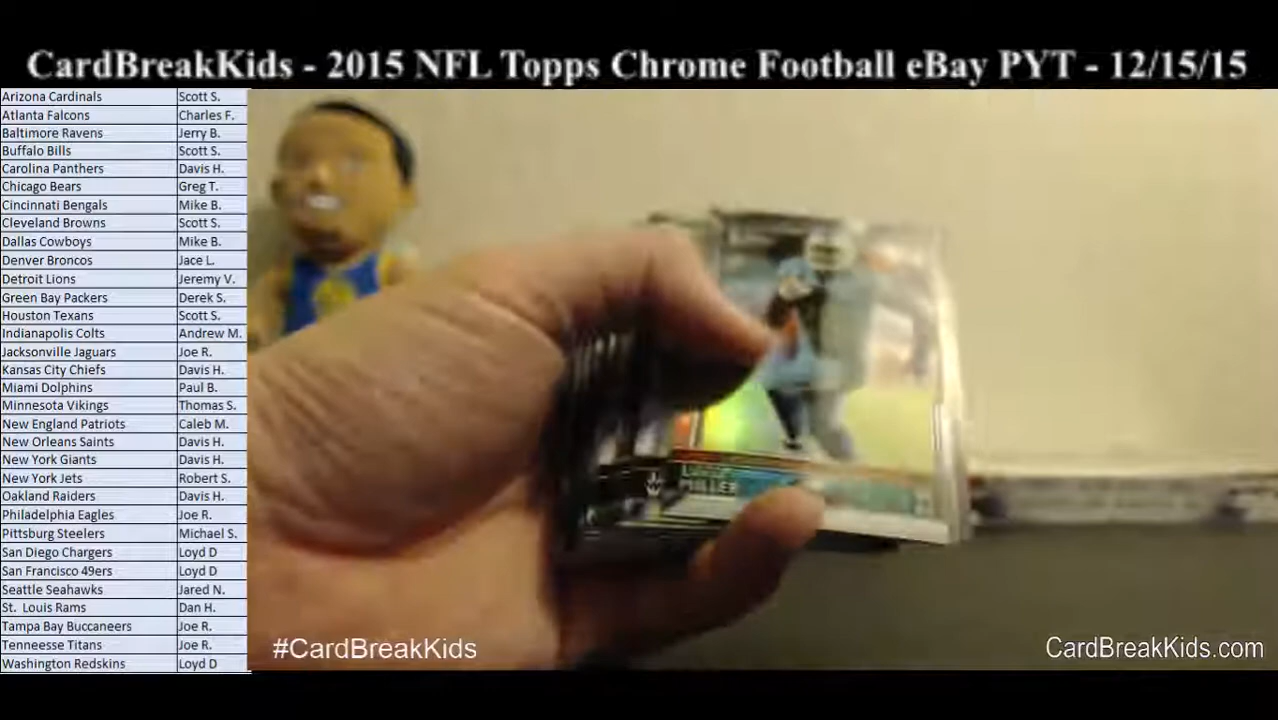 CardBreakKids - 2015 NFL Topps Chrome Football eBay PYT - 12/15/15
Arizona Cardinals Scott S.
Atlanta Falcons Charles F.
Baltimore Ravens Jerry B.
Buffalo Bills Scott S.
Carolina Panthers Davis H.
Chicago Bears Greg T.
Cincinnati Bengals Mike B.
Cleveland Browns Scott S.
Dallas Cowboys Mike B.
Denver Broncos Jace L.
Detroit Lions Jeremy V.
Green Bay Packers Derek S.
Houston Texans Scott S.
Indianapolis Colts Andrew M.
Jacksonville Jaguars Joe R.
Kansas City Chiefs Davis H.
Miami Dolphins Paul B.
Minnesota Vikings Thomas S.
New England Patriots Caleb M.
New Orleans Saints Davis H.
New York Giants Davis H.
New York Jets Robert S.
Oakland Raiders Davis H.
Philadelphia Eagles Joe R.
Pittsburg Steelers Michael S.
San Diego Chargers Loyd D
San Francisco 49ers Loyd D
Seattle Seahawks Jared N.
St. Louis Rams Dan H.
Tampa Bay Buccaneers Joe R.
Tenneesse Titans Joe R.
Washington Redskins Loyd D
MILLER
#CardBreakKids
CardBreakKids.com